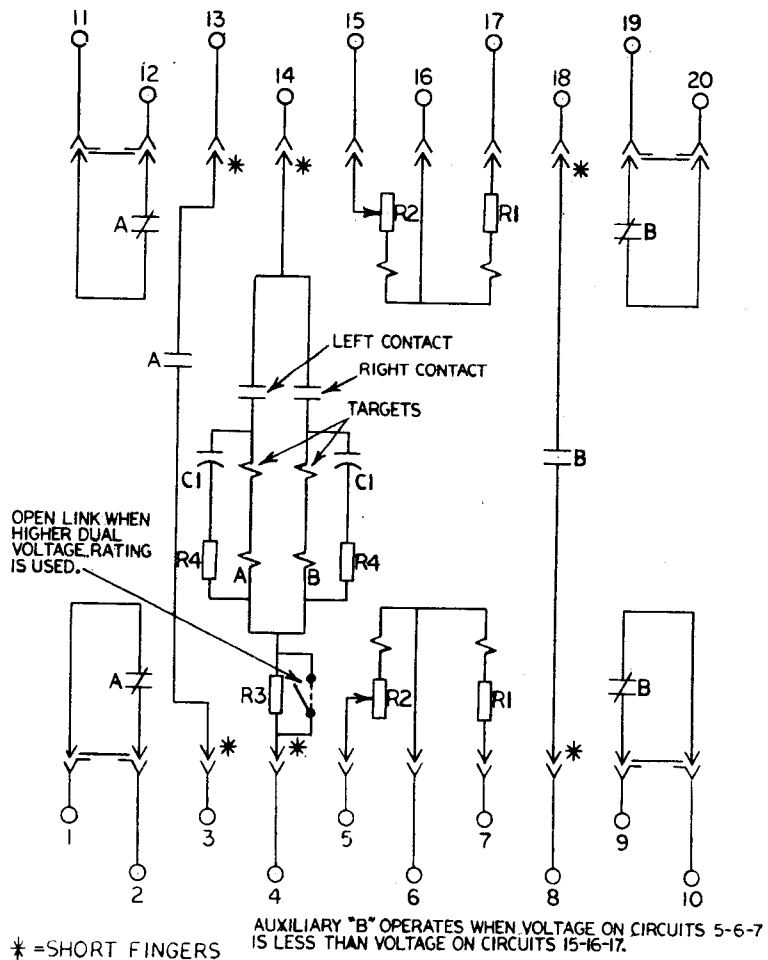 11
13
15
17
19
12
14
16
18
20
*
*
*
A
R2
R1
B
LEFT CONTACT
A
RIGHT CONTACT
TARGETS
B
C1
C1
OPEN LINK WHEN
HIGHER DUAL
VOLTAGE RATING
IS USED.
R4
A
B
R4
A
R3
R2
R1
B
*
*
*
1
3
5
7
9
2
4
6
8
10
* =SHORT FINGERS
AUXILIARY "B" OPERATES WHEN VOLTAGE ON CIRCUITS 5-6-7
IS LESS THAN VOLTAGE ON CIRCUITS 15-16-17.